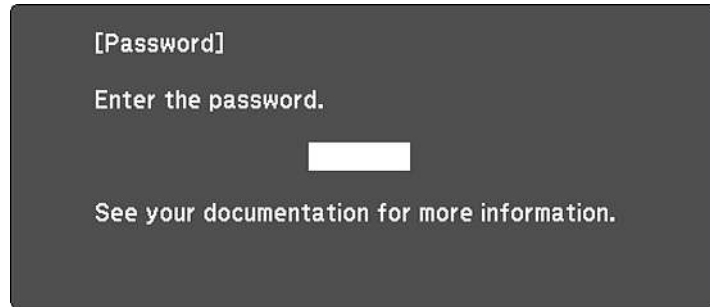 [Password]
Enter the password.
See your documentation for more information.